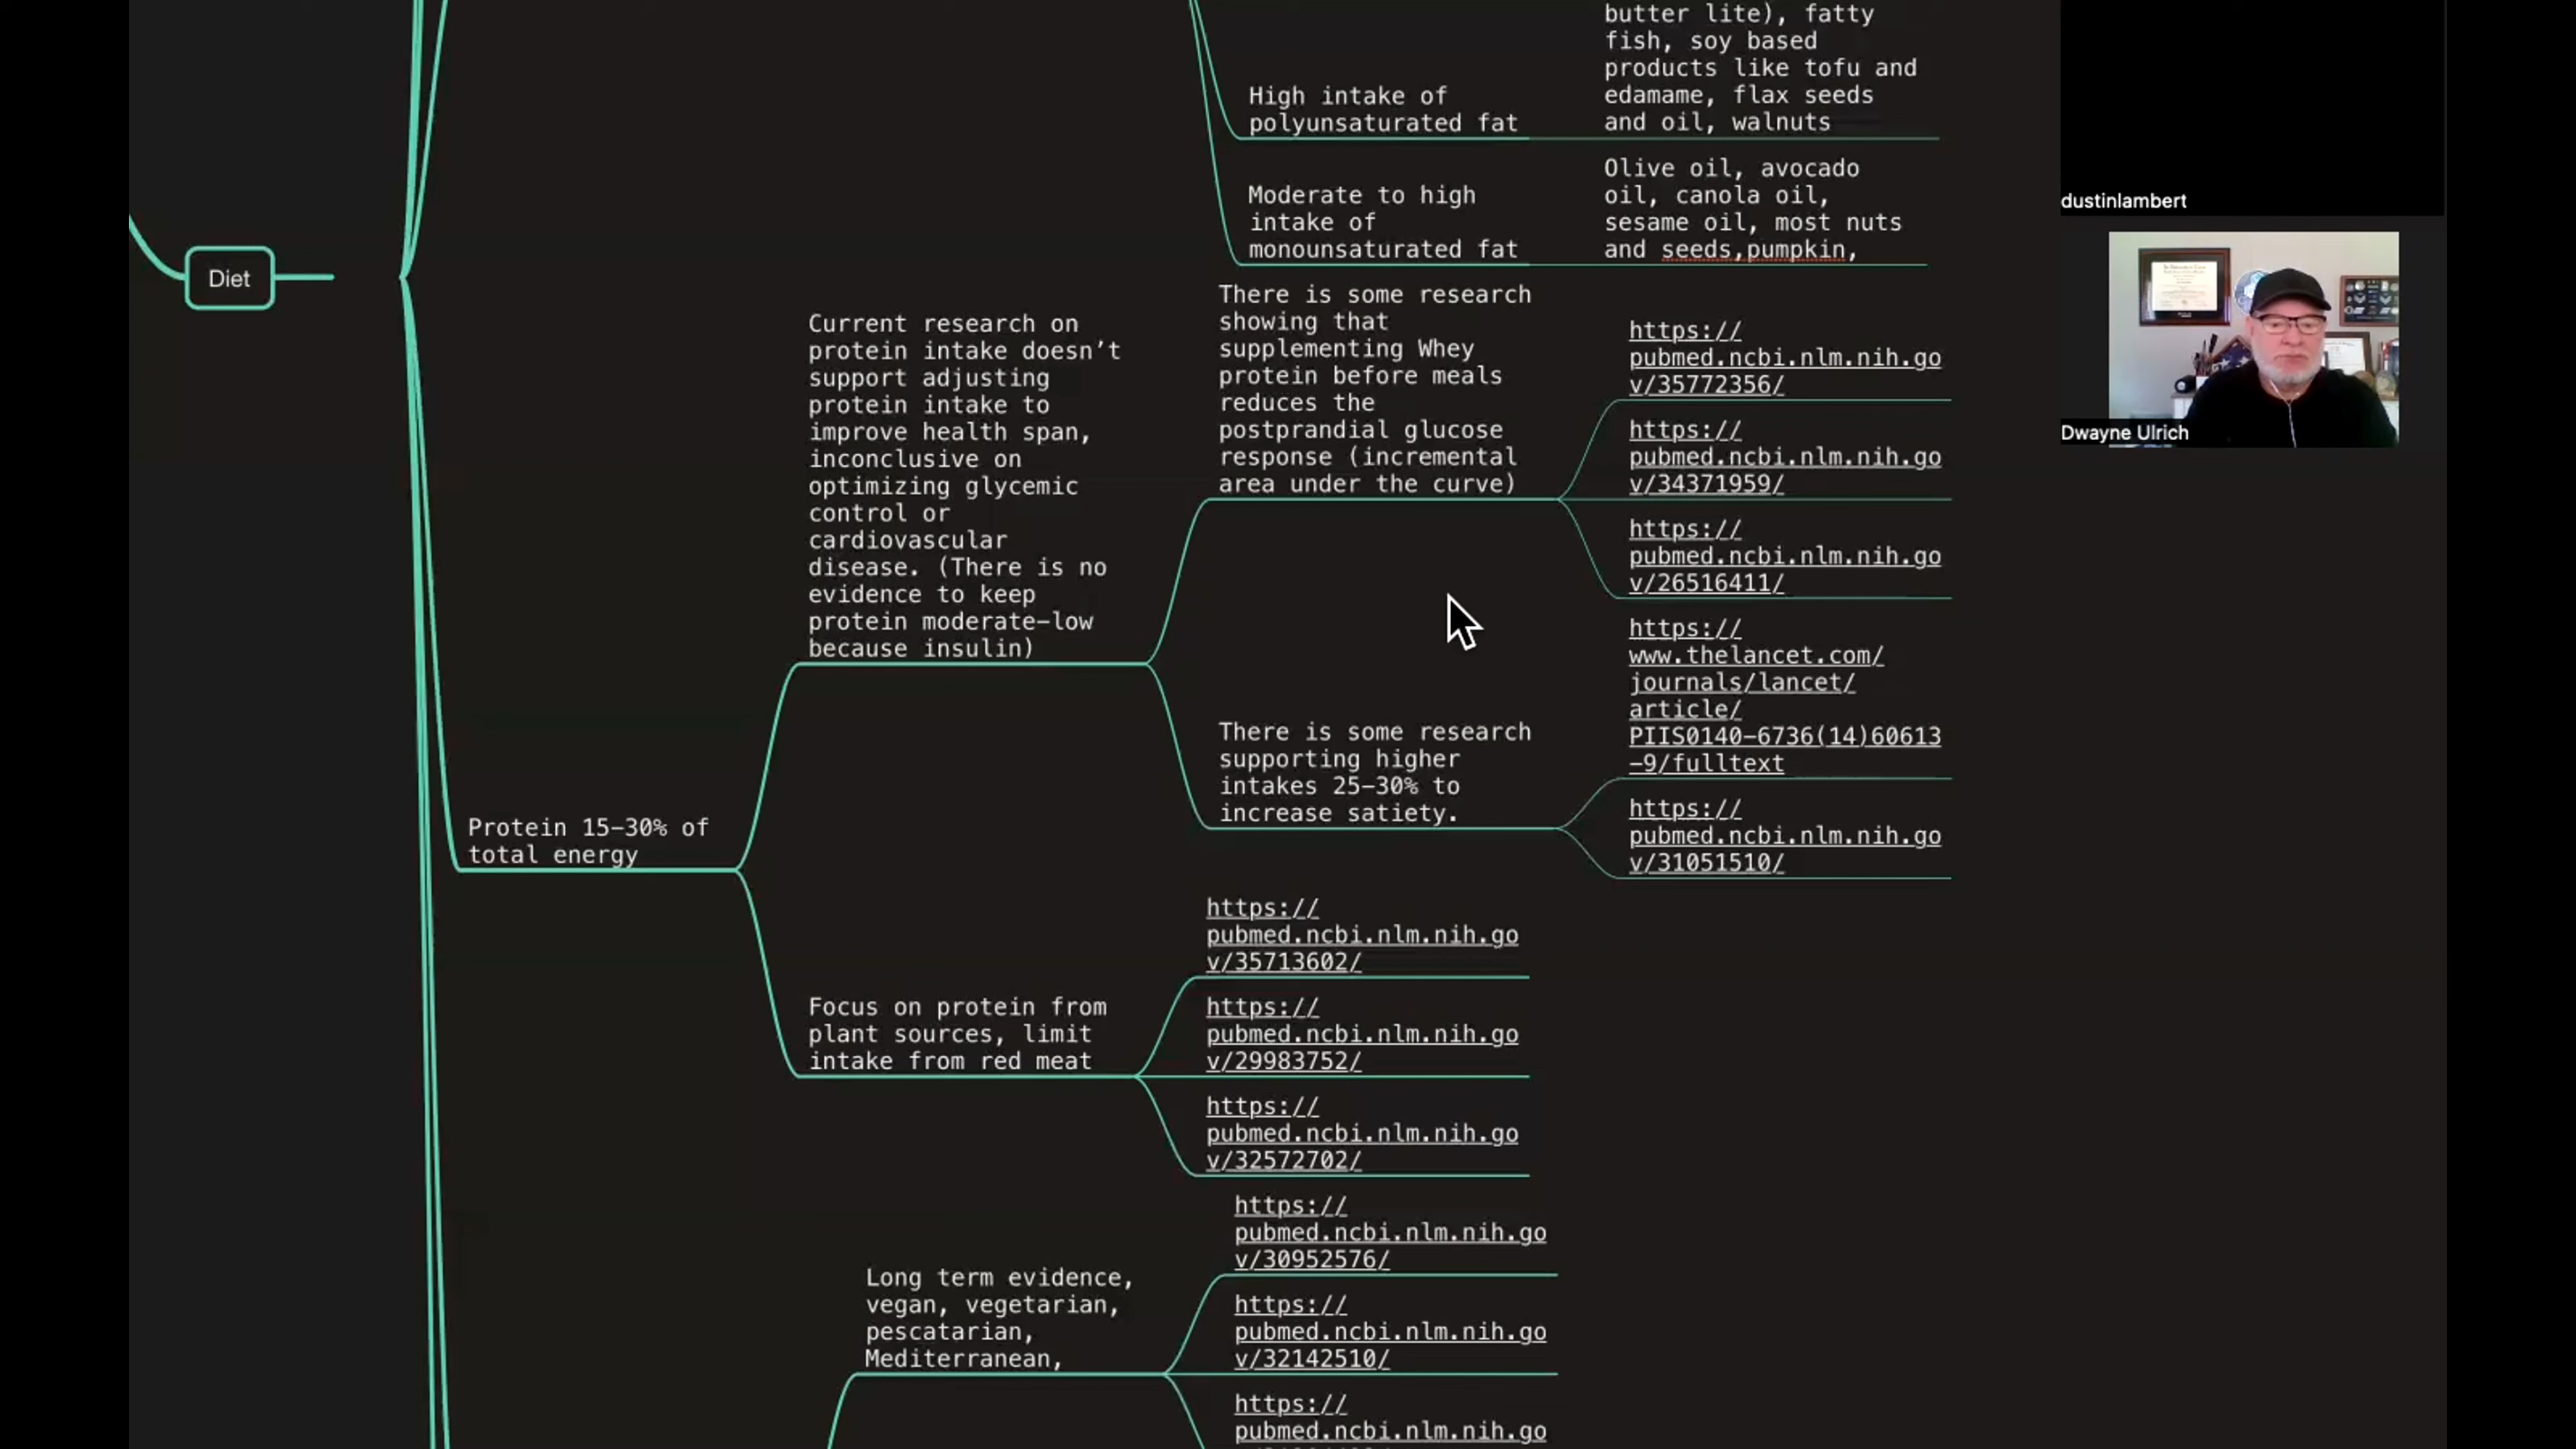 butter lite), fatty
fish, soy based
products like tofu and
edamame, flax seeds
and oil, walnuts
High intake of
polyunsaturated fat
Olive oil, avocado
oil, canola oil,
sesame oil, most nuts
and seeds,pumpkin,
Moderate to high
intake of
monounsaturated fat
dustinlambert
Dwayne Ulrich
Diet
Protein 15-30% of
total energy
Current research on
protein intake doesn't
support adjusting
protein intake to
improve health span,
inconclusive on
optimizing glycemic
control or
cardiovascular
disease. (There is no
evidence to keep
protein moderate-low
because insulin)
There is some research
showing that
supplementing Whey
protein before meals
reduces the
postprandial glucose
response (incremental
area under the curve)
https://
pubmed.ncbi.nlm.nih.go
v/35772356/
https://
pubmed.ncbi.nlm.nih.go
v/34371959/
https://
pubmed.ncbi.nlm.nih.go
v/26516411/
There is some research
supporting higher
intakes 25-30% to
increase satiety.
https://
www.thelancet.com/
journals/lancet/
article/
PIIS0140-6736(14)60613
-9/fulltext
https://
pubmed.ncbi.nlm.nih.go
v/31051510/
Focus on protein from
plant sources, limit
intake from red meat
https://
pubmed.ncbi.nlm.nih.go
v/35713602/
https://
pubmed.ncbi.nlm.nih.go
v/29983752/
https://
pubmed.ncbi.nlm.nih.go
v/32572702/
Long term evidence,
vegan, vegetarian,
pescatarian,
Mediterranean,
https://
pubmed.ncbi.nlm.nih.go
v/30952576/
https://
pubmed.ncbi.nlm.nih.go
v/32142510/
https://
pubmed.ncbi.nlm.nih.go